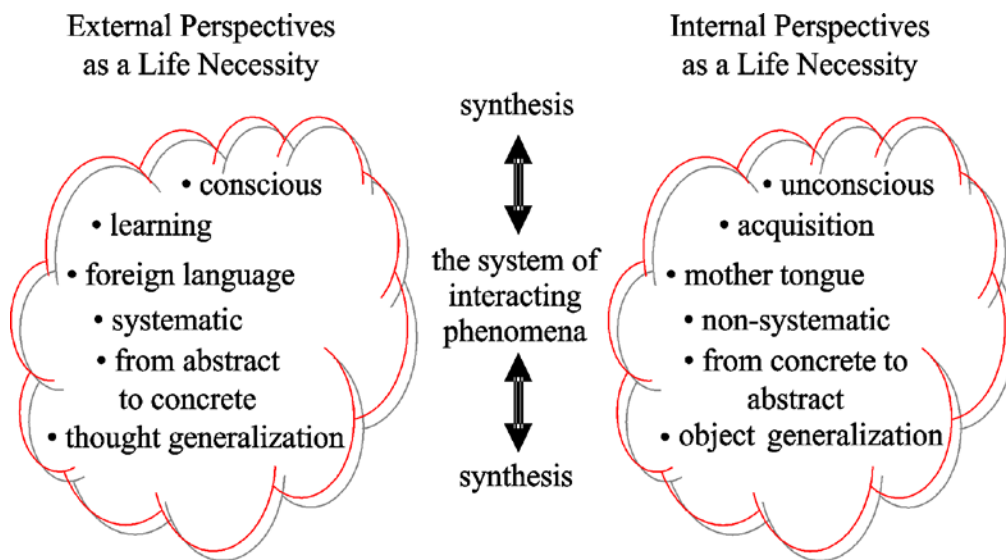 External Perspectives
as a Life Necessity
• conscious
• learning
• foreign language
• systematic
• from abstract
to concrete
• thought generalization
synthesis
the system of
interacting
phenomena
synthesis
Internal Perspectives
as a Life Necessity
• unconscious
• acquisition
• mother tongue
• non-systematic
• from concrete to
abstract
• object generalization